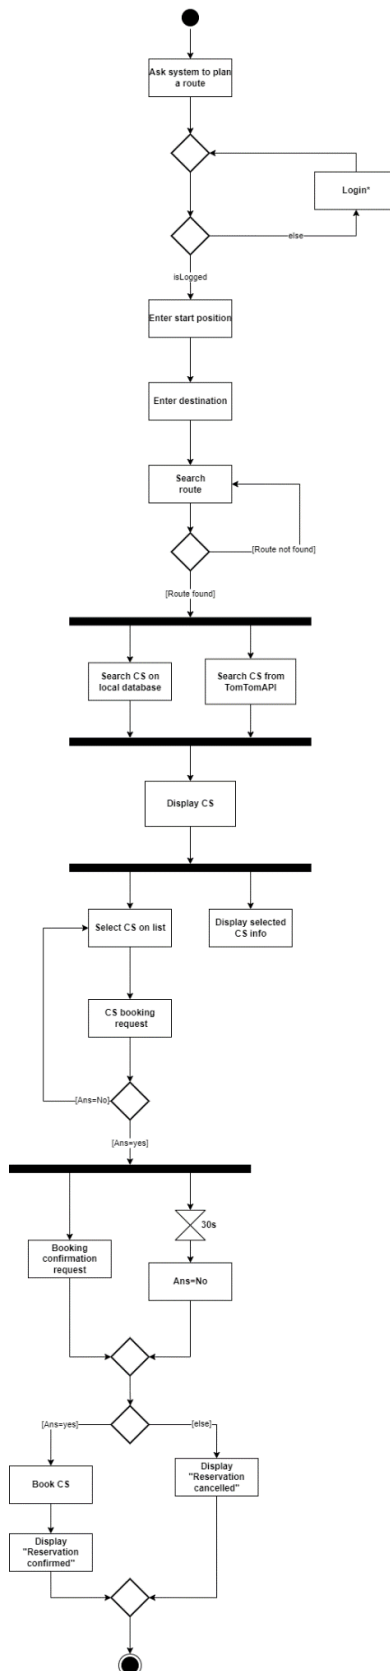 Ask system to plan
a route
Login*
else
isLogged
Enter start position
Enter destination
Search
route
[Route not found]
[Route found]
Search CS on
local database
Search CS from
TomTomAPI
Display CS
Select CS on list
Display selected
CS info
CS booking
request
[Ans=No]
[Ans=yes]
30s
Booking
confirmation
request
Ans=No
[Ans=yes]
[else]
Book CS
Display
"Reservation
cancelled"
Display
"Reservation
confirmed"